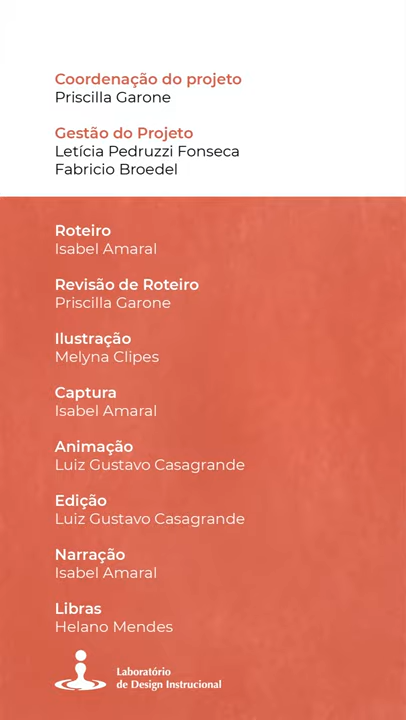 Coordenação do projeto
Priscilla Garone
Gestão do Projeto
Letícia Pedruzzi Fonseca
Fabricio Broedel
Roteiro
Isabel Amaral
Revisão de Roteiro
Priscilla Garone
Ilustração
Melyna Clipes
Captura
Isabel Amaral
Animação
Luiz Gustavo Casagrande
Edição
Luiz Gustavo Casagrande
Narração
Isabel Amaral
Libras
Helano Mendes
Laboratório
de Design Instrucional